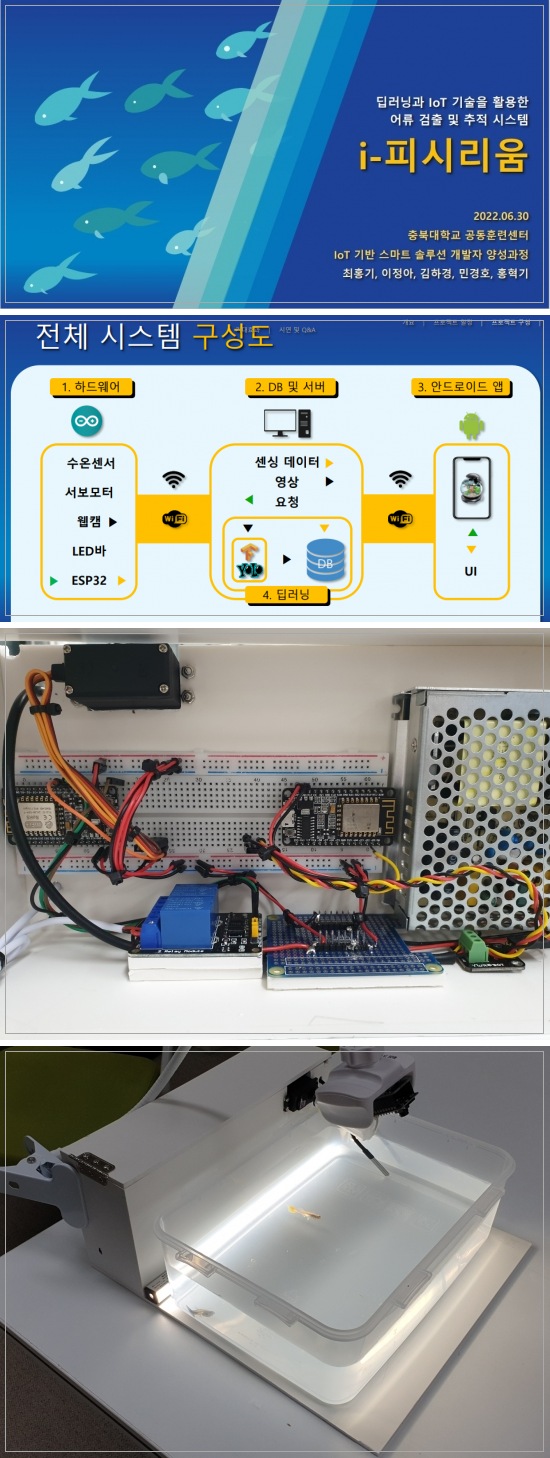 딥러닝과 IoT 기술을 활용한
어류 검출 및 추적 시스템
i-피시리움
2022.06.30
충북대학교 공동훈련센터
IoT 기반 스마트 솔루션 개발자 양성과정
최홍기, 이정아, 김하경, 민경호, 홍혁기
전체 시스템 구성도
시연 및 Q&A
개요 | 프로젝트 일정 | 프로젝트 구성 |
1. 하드웨어
수온센서
서보모터
웹캠
LED바
ESP32
WiFi
2. DB 및 서버
센싱 데이터
영상
요청
DB
4. 딥러닝
WiFi
3. 안드로이드 앱
UI
2 Relay Module